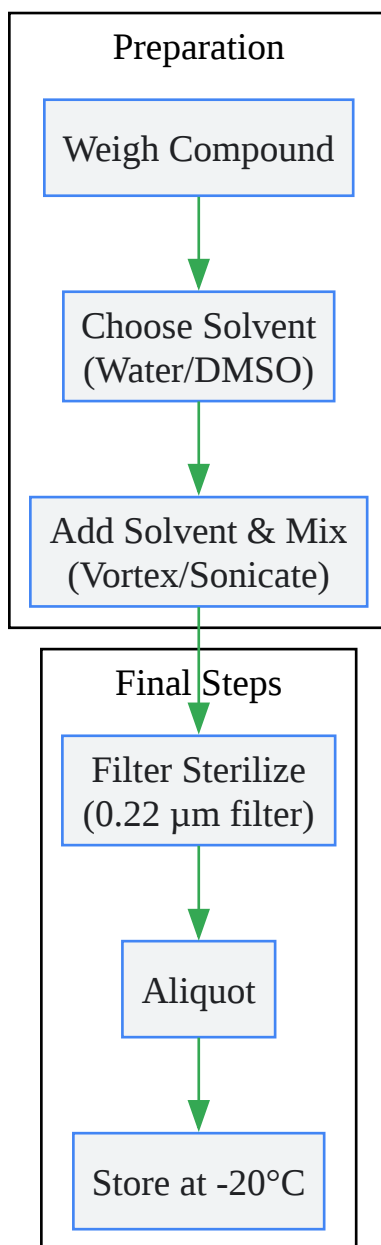 Preparation
Weigh Compound
Choose Solvent
(Water/DMSO)
Add Solvent & Mix
(Vortex/Sonicate)
Final Steps
Filter Sterilize
(0.22 µm filter)
Aliquot
Store at -20°C